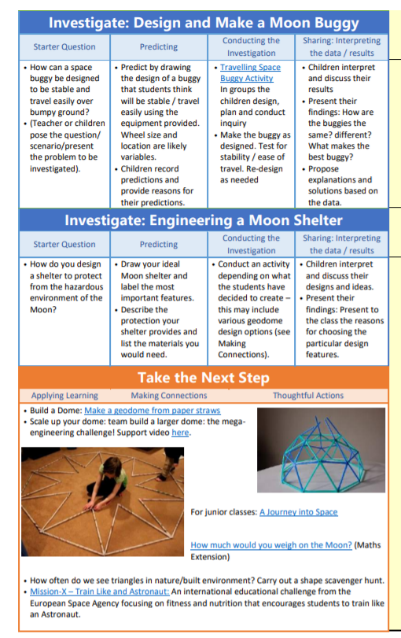 Investigate: Design and Make a Moon Buggy
Starter Question
Predicting
Conducting the
Investigation
Sharing: Interpreting
the data / results
• How can a space
buggy be designed
to be stable and
travel easily over
bumpy ground?
• (Teacher or children
pose the question/
scenario/present
the problem to be
investigated).
• Predict by drawing
the design of a buggy
that students think
will be stable / travel
easily using the
equipment provided.
Wheel size and
location are likely
variables.
• Children record
predictions and
provide reasons for
their predictions.
• Travelling Space
Buggy Activity
In groups the
children design,
plan and conduct
inquiry
• Make the buggy as
designed. Test for
stability / ease of
travel. Re-design
as needed
• Children interpret
and discuss their
results
• Present their
findings: How are
the buggies the
same? different?
What makes the
best buggy?
• Propose
explanations and
solutions based on
the data.
Investigate: Engineering a Moon Shelter
Starter Question
Predicting
Conducting the
Investigation
Sharing: Interpreting
the data / results
• How do you design
a shelter to protect
from the hazardous
environment of the
Moon?
• Draw your ideal
Moon shelter and
label the most
important features.
• Describe the
protection your
shelter provides and
list the materials you
would need.
• Conduct an activity
depending on what
the students have
decided to create –
this may include
various geodome
design options (see
Making
Connections).
• Children interpret
and discuss their
designs and ideas.
• Present their
findings: Present to
the class the reasons
for choosing the
particular design
features.
Take the Next Step
Applying Learning
Making Connections
Thoughtful Actions
• Build a Dome: Make a geodome from paper straws
• Scale up your dome: team build a larger dome: the mega-
engineering challenge! Support video here.
For junior classes: A Journey into Space
How much would you weigh on the Moon? (Maths
Extension)
• How often do we see triangles in nature/built environment? Carry out a shape scavenger hunt.
• Mission-X – Train Like and Astronaut: An international educational challenge from the
European Space Agency focusing on fitness and nutrition that encourages students to train like
an Astronaut.